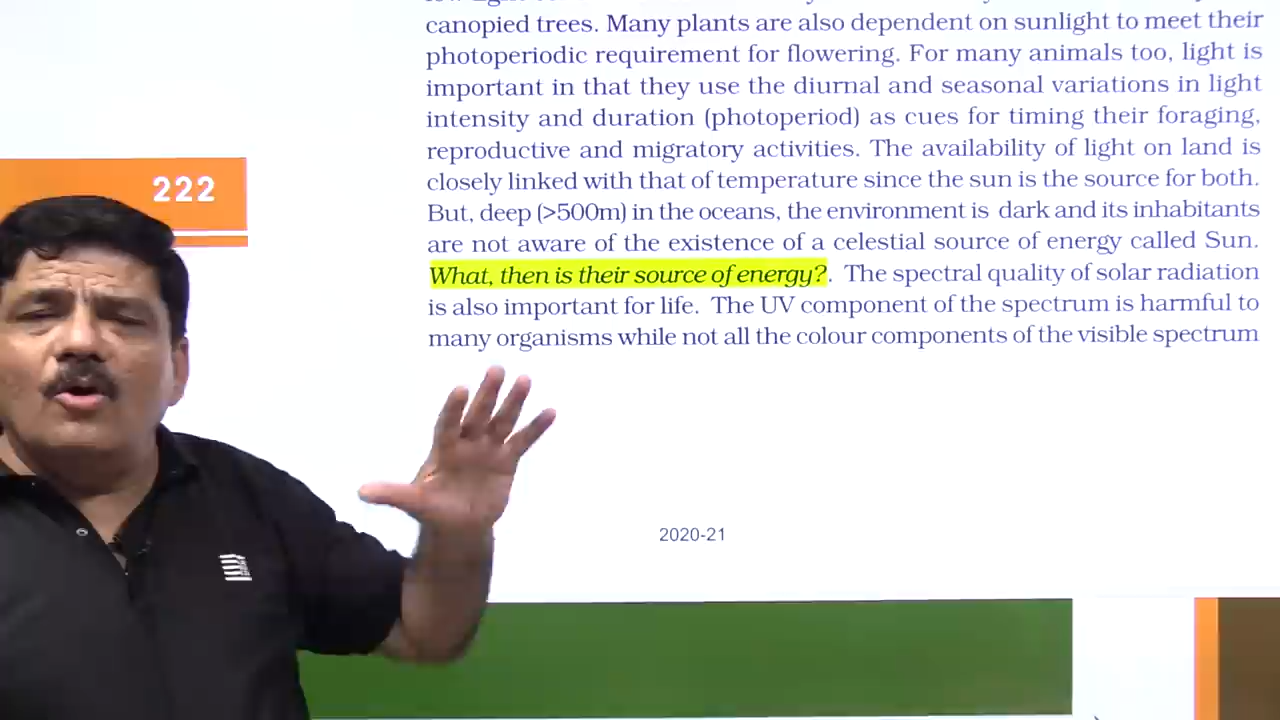 canopied trees. Many plants are also dependent on sunlight to meet their
photoperiodic requirement for flowering. For many animals too, light is
important in that they use the diurnal and seasonal variations in light
intensity and duration (photoperiod) as cues for timing their foraging,
reproductive and migratory activities. The availability of light on land is
closely linked with that of temperature since the sun is the source for both.
But, deep (>500m) in the oceans, the environment is dark and its inhabitants
are not aware of the existence of a celestial source of energy called Sun.
What, then is their source of energy?. The spectral quality of solar radiation
is also important for life. The UV component of the spectrum is harmful to
many organisms while not all the colour components of the visible spectrum
222
2020-21